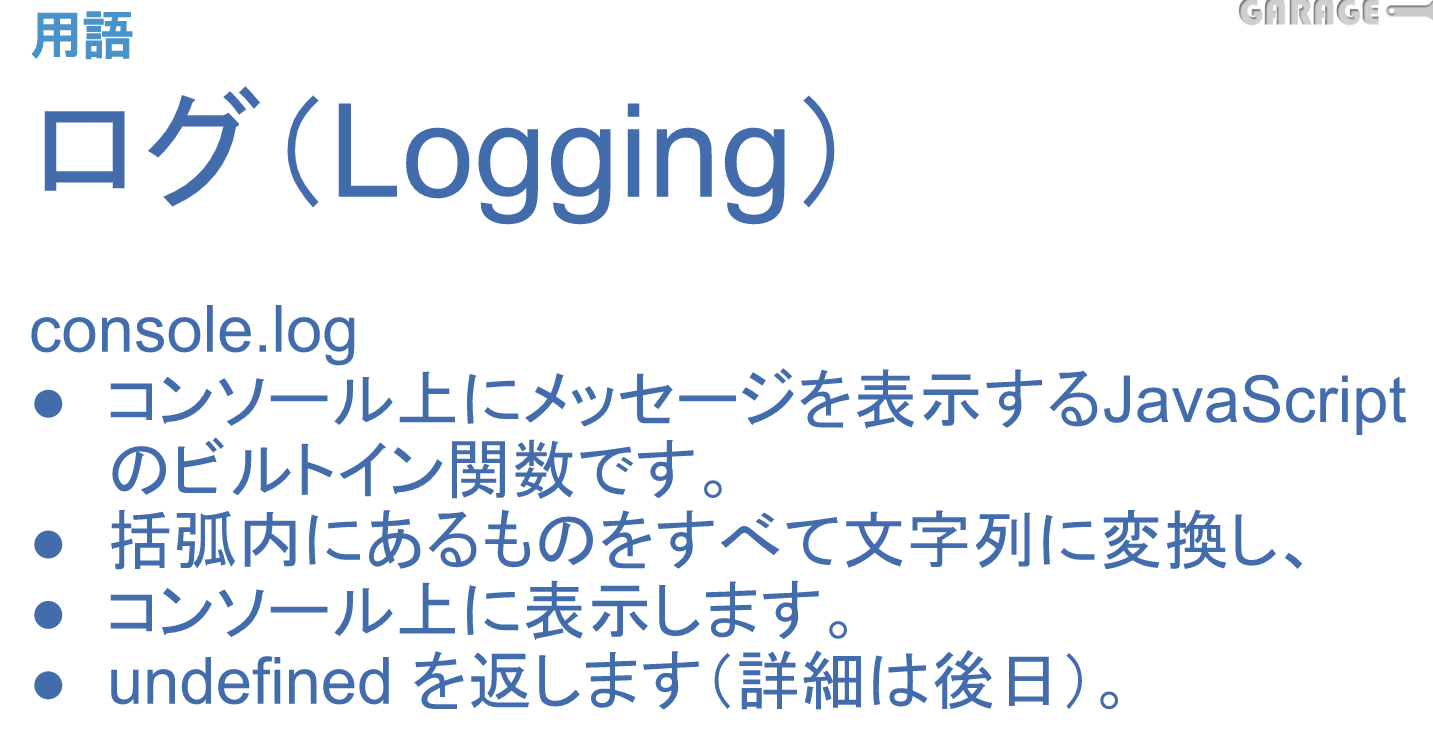 GARAGE
用語
ログ（Logging）
console.log
● コンソール上にメッセージを表示するJavaScript
のビルトイン関数です。
● 括弧内にあるものをすべて文字列に変換し、
● コンソール上に表示します。
● undefined を返します（詳細は後日）。